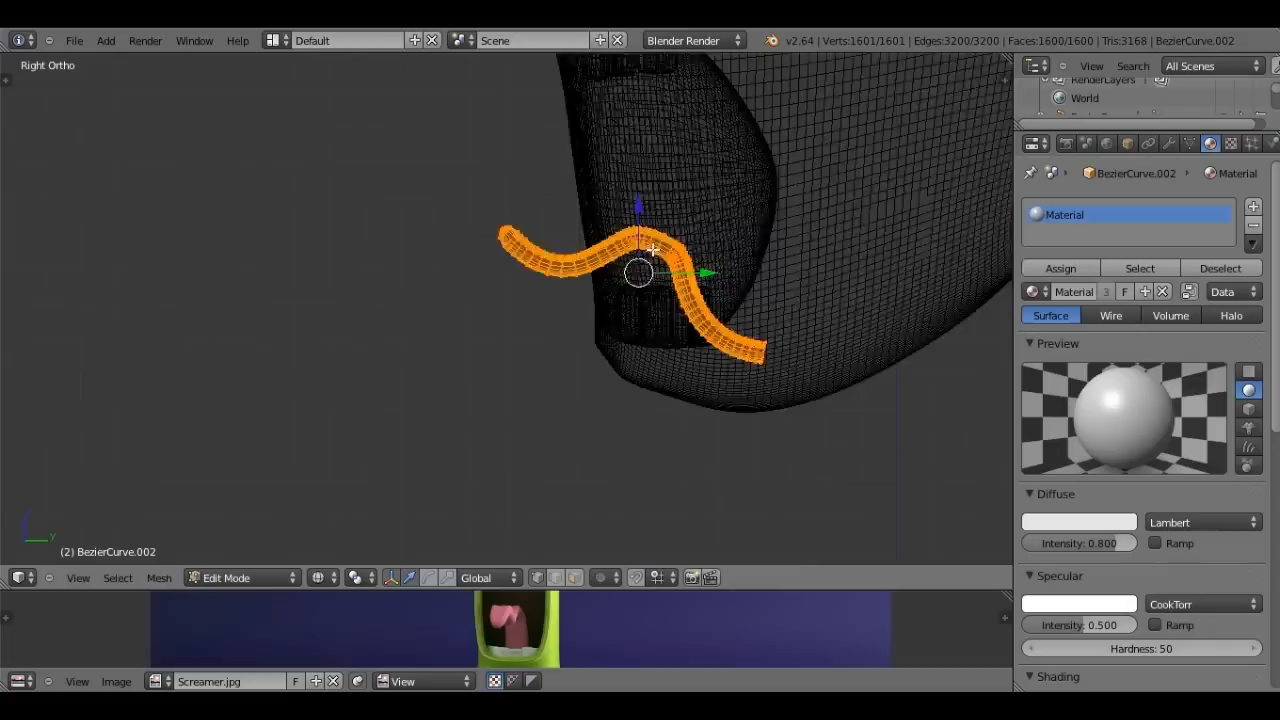 File Add Render Window Help Default Scene Blender Render v2.64 | Verts:1601/1601 | Edges:3200/3200 | Faces:1600/1600 | Tris:3168 | BezierCurve.002
Right Ortho
View Search All Scenes
RenderLayers
World
BezierCurve.002 Material
Material
Assign Select Deselect
Material 3 F Data
Surface Wire Volume Halo
Preview
Diffuse
Lambert
Intensity: 0.800 Ramp
Specular
CookTorr
Intensity: 0.500 Ramp
Hardness: 50
Shading
y
(2) BezierCurve.002
View Select Mesh Edit Mode Global
View Image Screamer.jpg F View